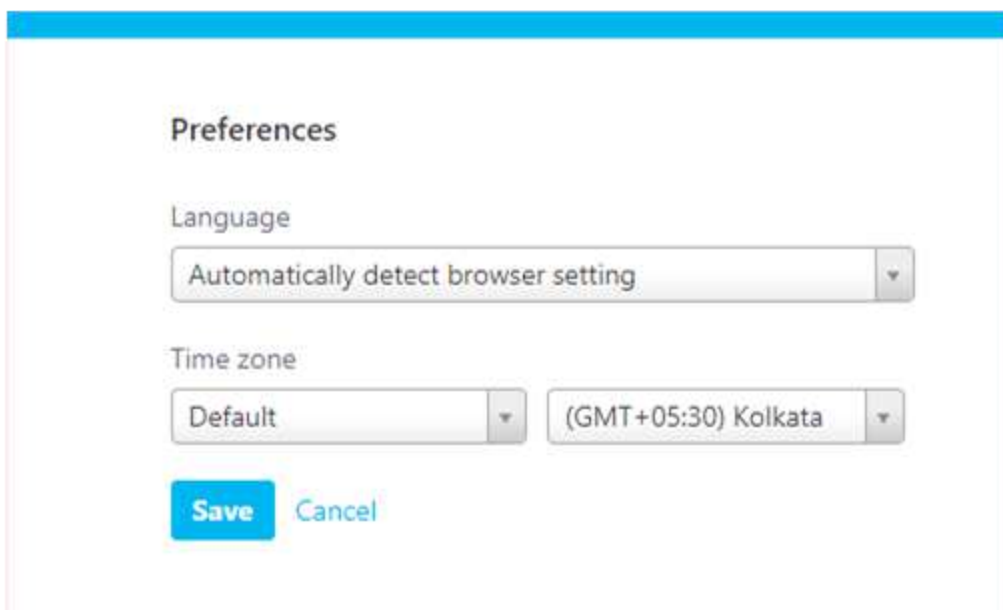 Preferences
Language
Automatically detect browser setting
Time zone
Default (GMT+05:30) Kolkata
Save Cancel